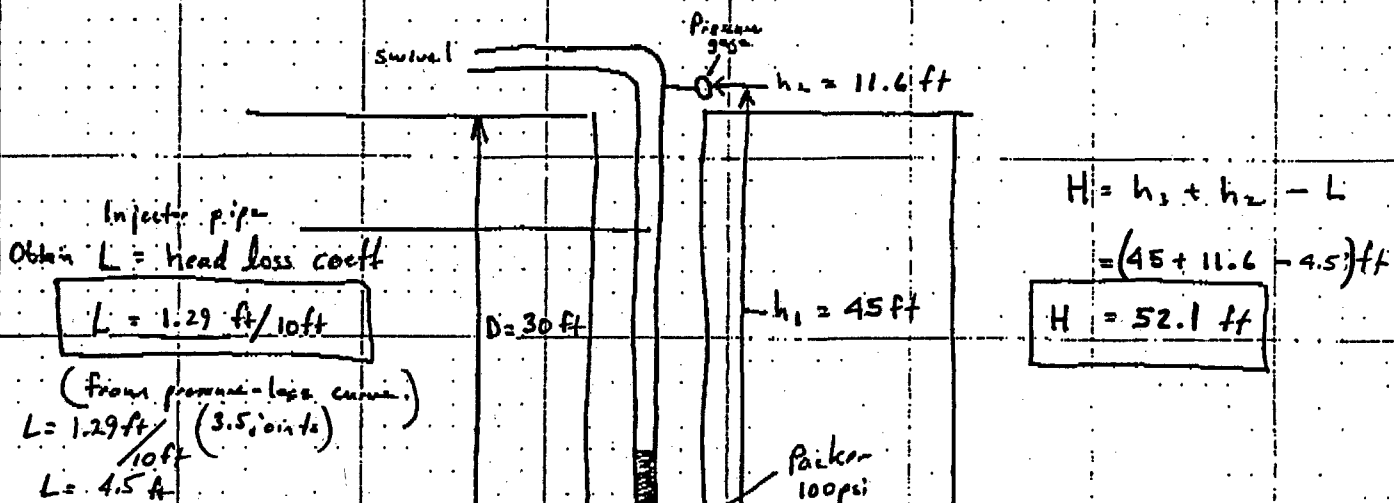 Pressure
gage
swivel
h₂ = 11.6 ft
H = h₁ + h₂ - L
Injector pipe
Obtain L = head loss coeff
= (45 + 11.6 - 4.5) ft
L = 1.29 ft/10ft
D = 30 ft
h₁ = 45 ft
H = 52.1 ft
(from pressure-loss curve.)
L = 1.29 ft/10ft (3.5 joints)
L = 4.5 ft
Packer
100 psi